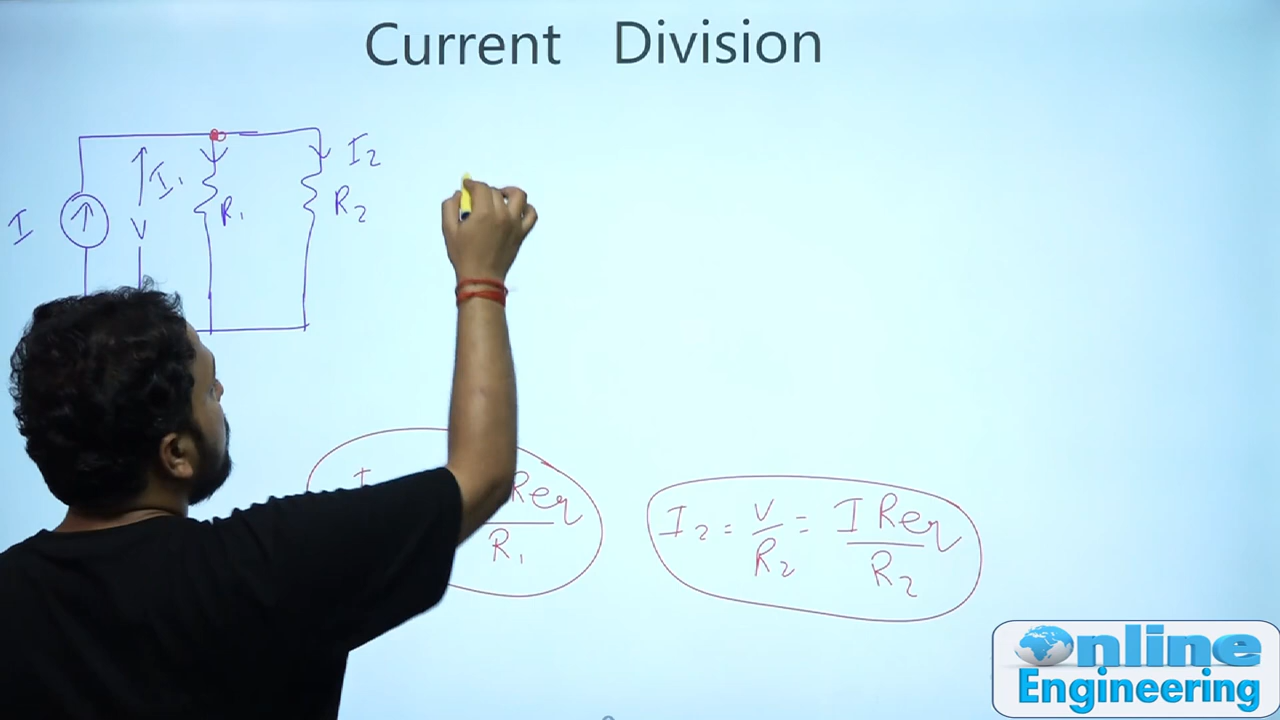 Current Division
I₂
I
V
I₁
R₁
R₂
Req
R₁
I₂ = V/R₂ = I Req/R₂
Online
Engineering